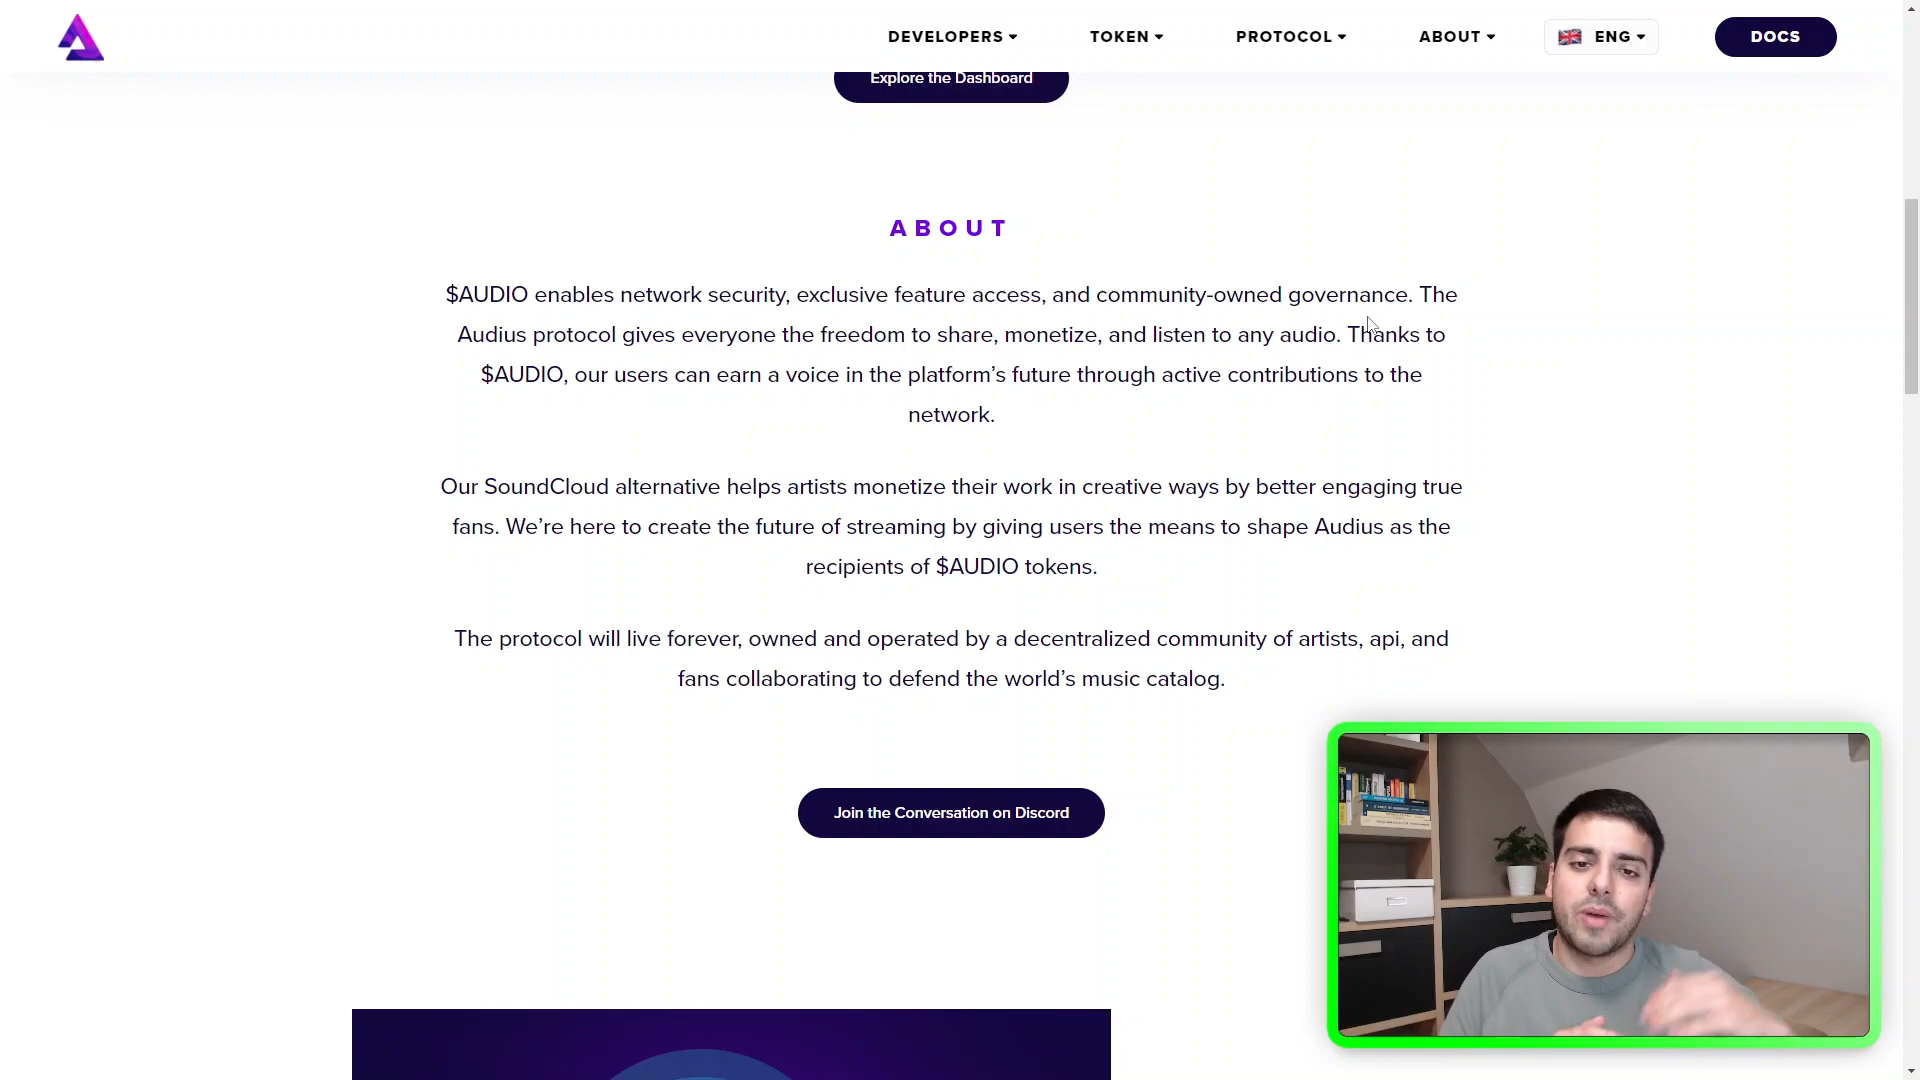 DEVELOPERS
TOKEN
PROTOCOL
ABOUT
ENG
DOCS
Explore the Dashboard
ABOUT
$AUDIO enables network security, exclusive feature access, and community-owned governance. The
Audius protocol gives everyone the freedom to share, monetize, and listen to any audio. Thanks to
$AUDIO, our users can earn a voice in the platform’s future through active contributions to the
network.
Our SoundCloud alternative helps artists monetize their work in creative ways by better engaging true
fans. We’re here to create the future of streaming by giving users the means to shape Audius as the
recipients of $AUDIO tokens.
The protocol will live forever, owned and operated by a decentralized community of artists, api, and
fans collaborating to defend the world’s music catalog.
Join the Conversation on Discord